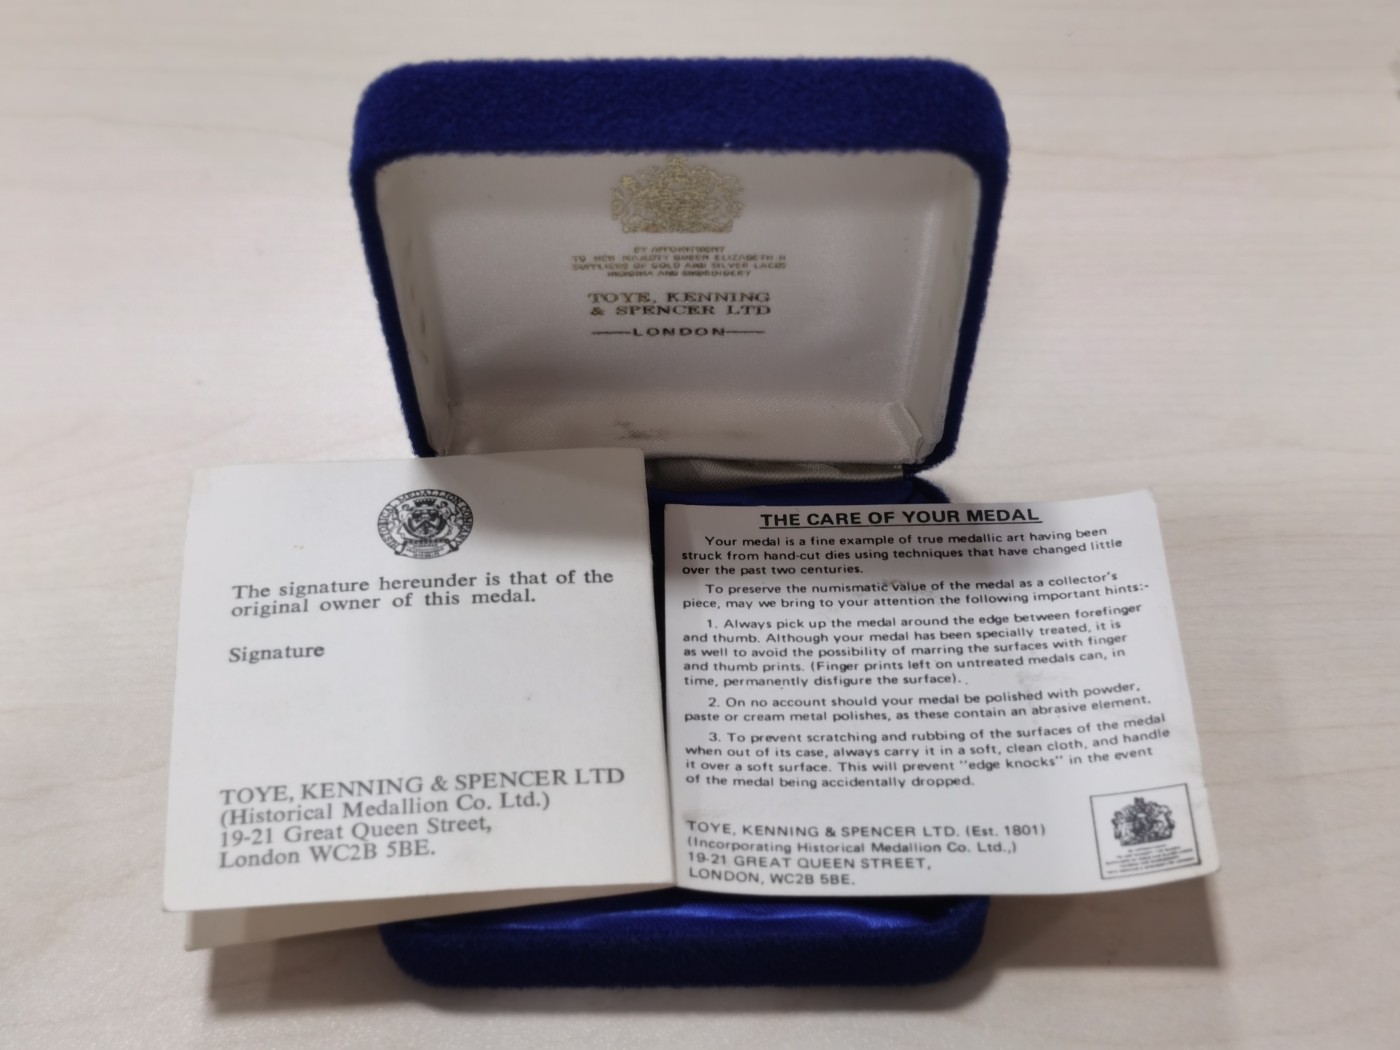 BY APPOINTMENT
TO HER MAJESTY QUEEN ELIZABETH II
SUPPLIERS OF GOLD AND SILVER LACES
INSIGNIA AND EMBROIDERY
TOYE, KENNING
& SPENCER LTD
LONDON
HISTORICAL MEDALLION COMPANY
The signature hereunder is that of the
original owner of this medal.
Signature
TOYE, KENNING & SPENCER LTD
(Historical Medallion Co. Ltd.)
19-21 Great Queen Street,
London WC2B 5BE.
THE CARE OF YOUR MEDAL
Your medal is a fine example of true medallic art having been
struck from hand-cut dies using techniques that have changed little
over the past two centuries.
To preserve the numismatic value of the medal as a collector's
piece, may we bring to your attention the following important hints:-
1. Always pick up the medal around the edge between forefinger
and thumb. Although your medal has been specially treated, it is
as well to avoid the possibility of marring the surfaces with finger
and thumb prints. (Finger prints left on untreated medals can, in
time, permanently disfigure the surface).
2. On no account should your medal be polished with powder,
paste or cream metal polishes, as these contain an abrasive element.
3. To prevent scratching and rubbing of the surfaces of the medal
when out of its case, always carry it in a soft, clean cloth, and handle
it over a soft surface. This will prevent "edge knocks" in the event
of the medal being accidentally dropped.
TOYE, KENNING & SPENCER LTD. (Est. 1801)
(Incorporating Historical Medallion Co. Ltd.,)
19-21 GREAT QUEEN STREET,
LONDON, WC2B 5BE.